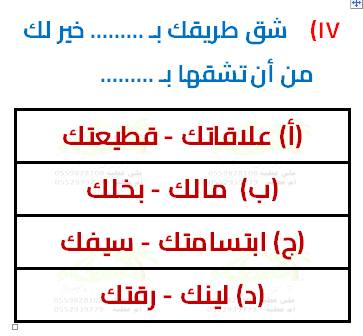 ١٧) شق طريقك بـ ......... خير لك
من أن تشقها بـ .........
(أ) علاقاتك - قطيعتك
(ب) مالك - بخلك
(ج) ابتسامتك - سيفك
(د) لينك - رقتك